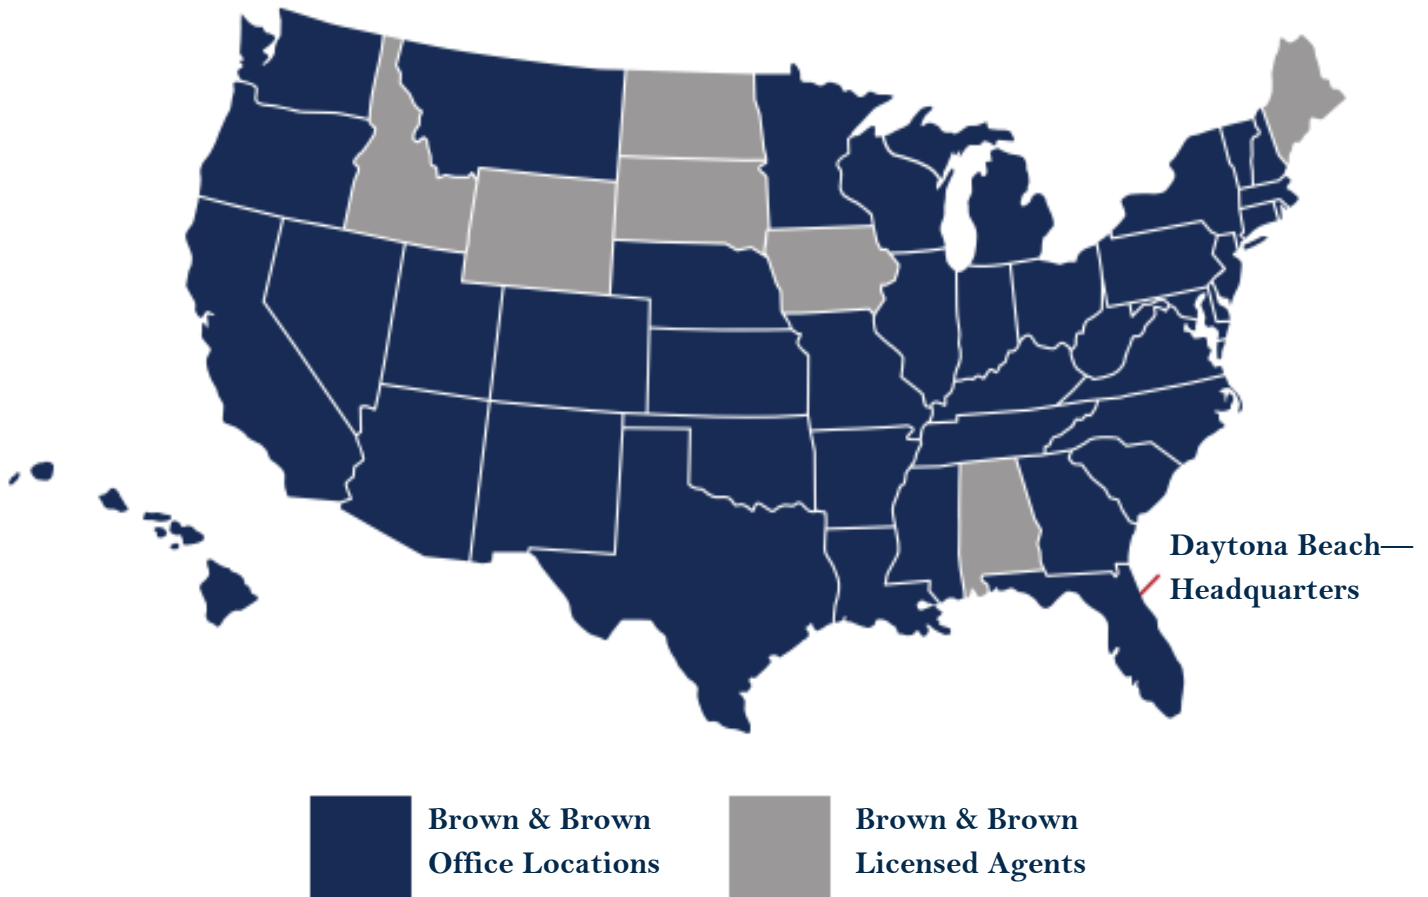 Daytona Beach—
Headquarters
Brown & Brown
Office Locations
Brown & Brown
Licensed Agents